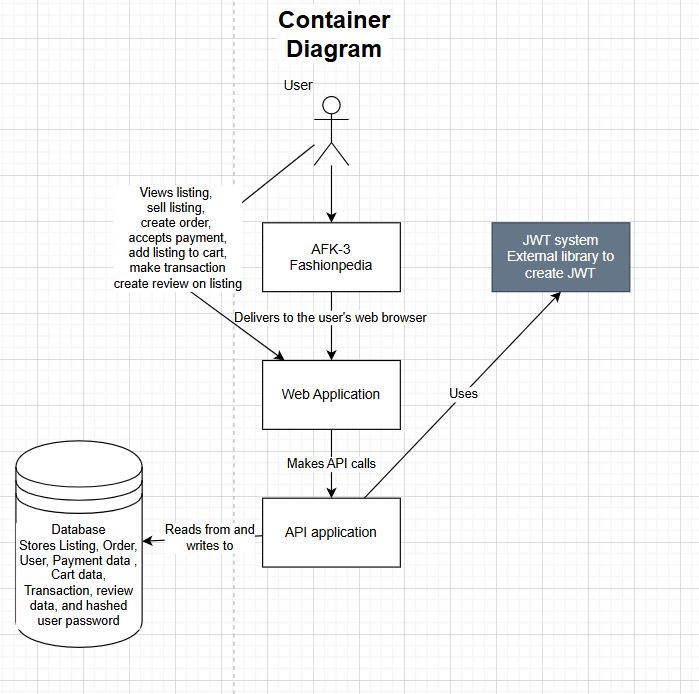 Container
Diagram
User
Views listing,
sell listing,
create order,
accepts payment,
add listing to cart,
make transaction
create review on listing
AFK-3
Fashionpedia
JWT system
External library to
create JWT
Delivers to the user's web browser
Web Application
Uses
Makes API calls
API application
Reads from and
writes to
Database
Stores Listing, Order,
User, Payment data ,
Cart data,
Transaction, review
data, and hashed
user password